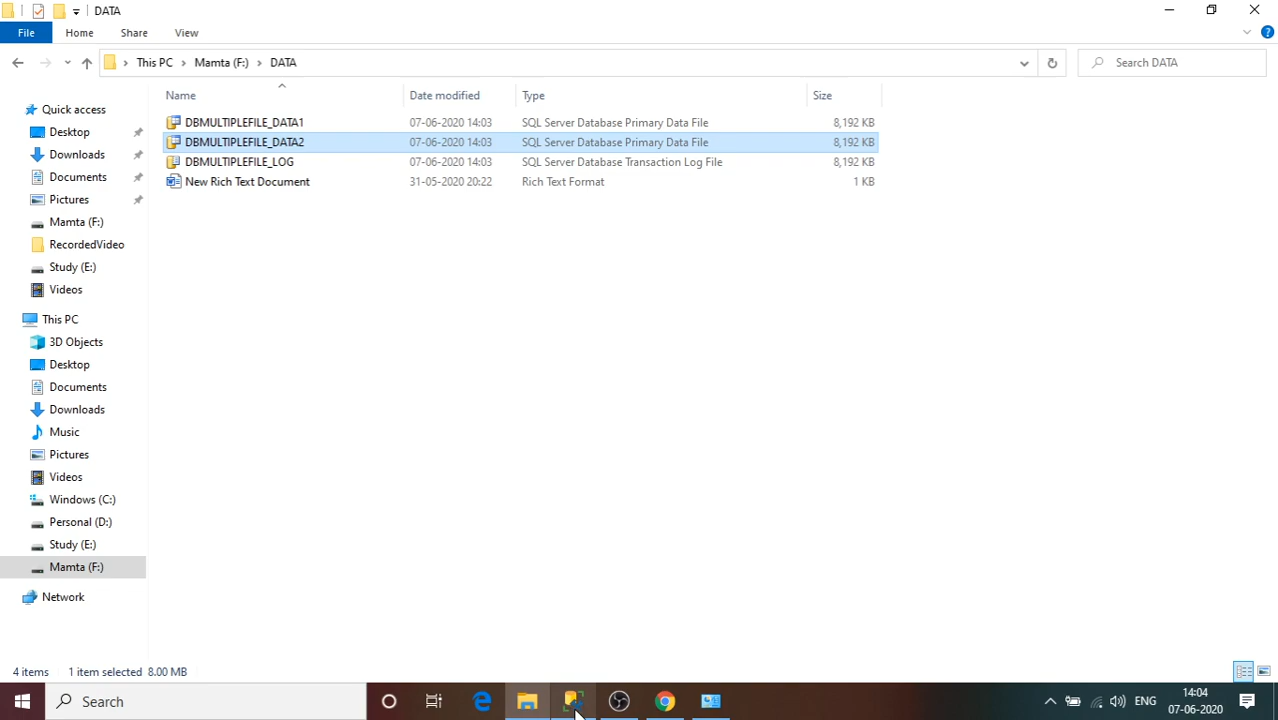 DATA
File Home Share View
This PC > Mamta (F:) > DATA
Search DATA
Name Date modified Type Size
DBMULTIPLEFILE_DATA1 07-06-2020 14:03 SQL Server Database Primary Data File 8,192 KB
DBMULTIPLEFILE_DATA2 07-06-2020 14:03 SQL Server Database Primary Data File 8,192 KB
DBMULTIPLEFILE_LOG 07-06-2020 14:03 SQL Server Database Transaction Log File 8,192 KB
New Rich Text Document 31-05-2020 20:22 Rich Text Format 1 KB
Quick access
Desktop
Downloads
Documents
Pictures
Mamta (F:)
RecordedVideo
Study (E:)
Videos
This PC
3D Objects
Desktop
Documents
Downloads
Music
Pictures
Videos
Windows (C:)
Personal (D:)
Study (E:)
Mamta (F:)
Network
4 items 1 item selected 8.00 MB
Search
ENG
14:04
07-06-2020